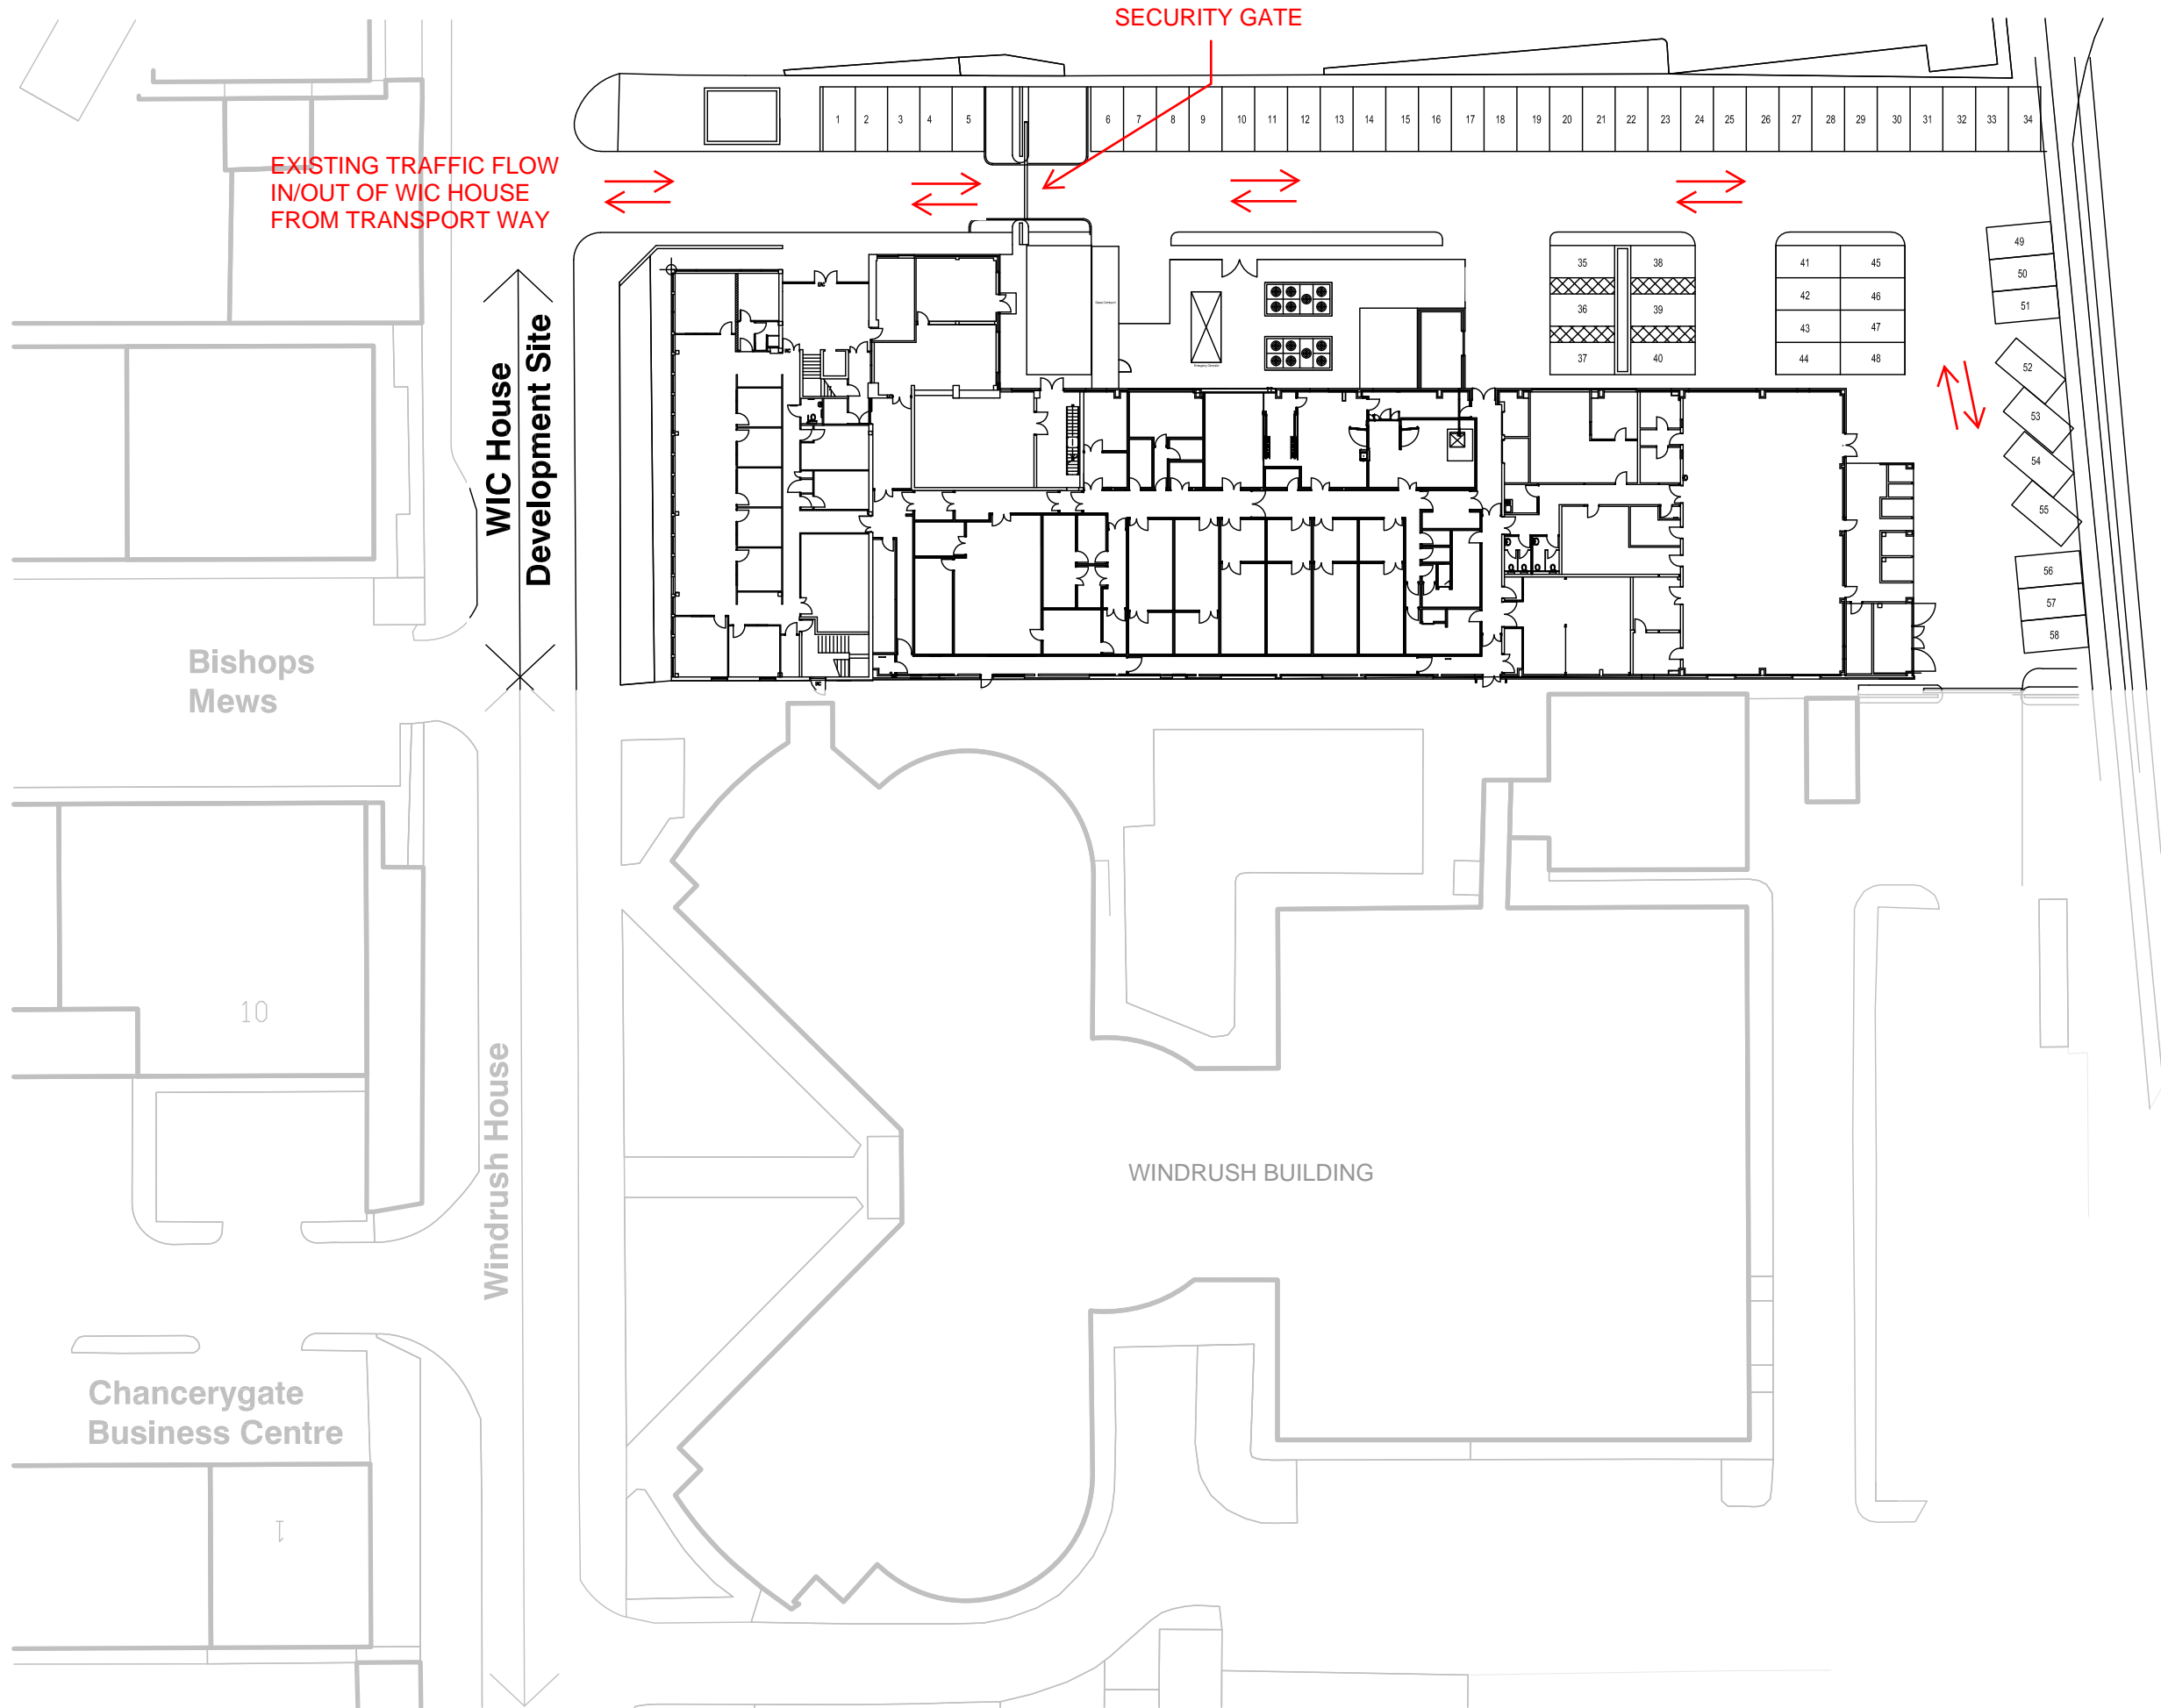 SECURITY GATE
1 2 3 4 5 6 7 8 9 10 11 12 13 14 15 16 17 18 19 20 21 22 23 24 25 26 27 28 29 30 31 32 33 34
EXISTING TRAFFIC FLOW
IN/OUT OF WIC HOUSE
FROM TRANSPORT WAY
35 38 41 45 49
36 39 42 46 50
37 40 43 47 51
44 48
52
53
54
55
56
57
58
WIC House
Development Site
Bishops
Mews
10
Windrush House
WINDRUSH BUILDING
Chancerygate
Business Centre
1